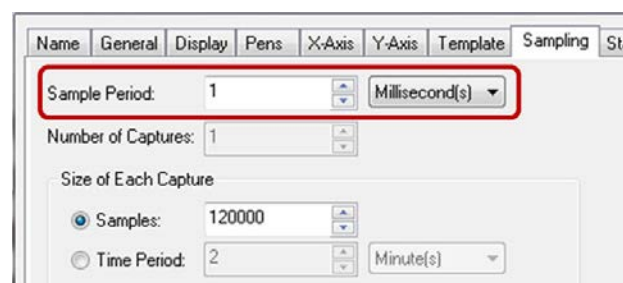 Name General Display Pens X-Axis Y-Axis Template Sampling
Sample Period: 1 Millisecond(s)
Number of Captures: 1
Size of Each Capture
Samples: 120000
Time Period: 2 Minute(s)